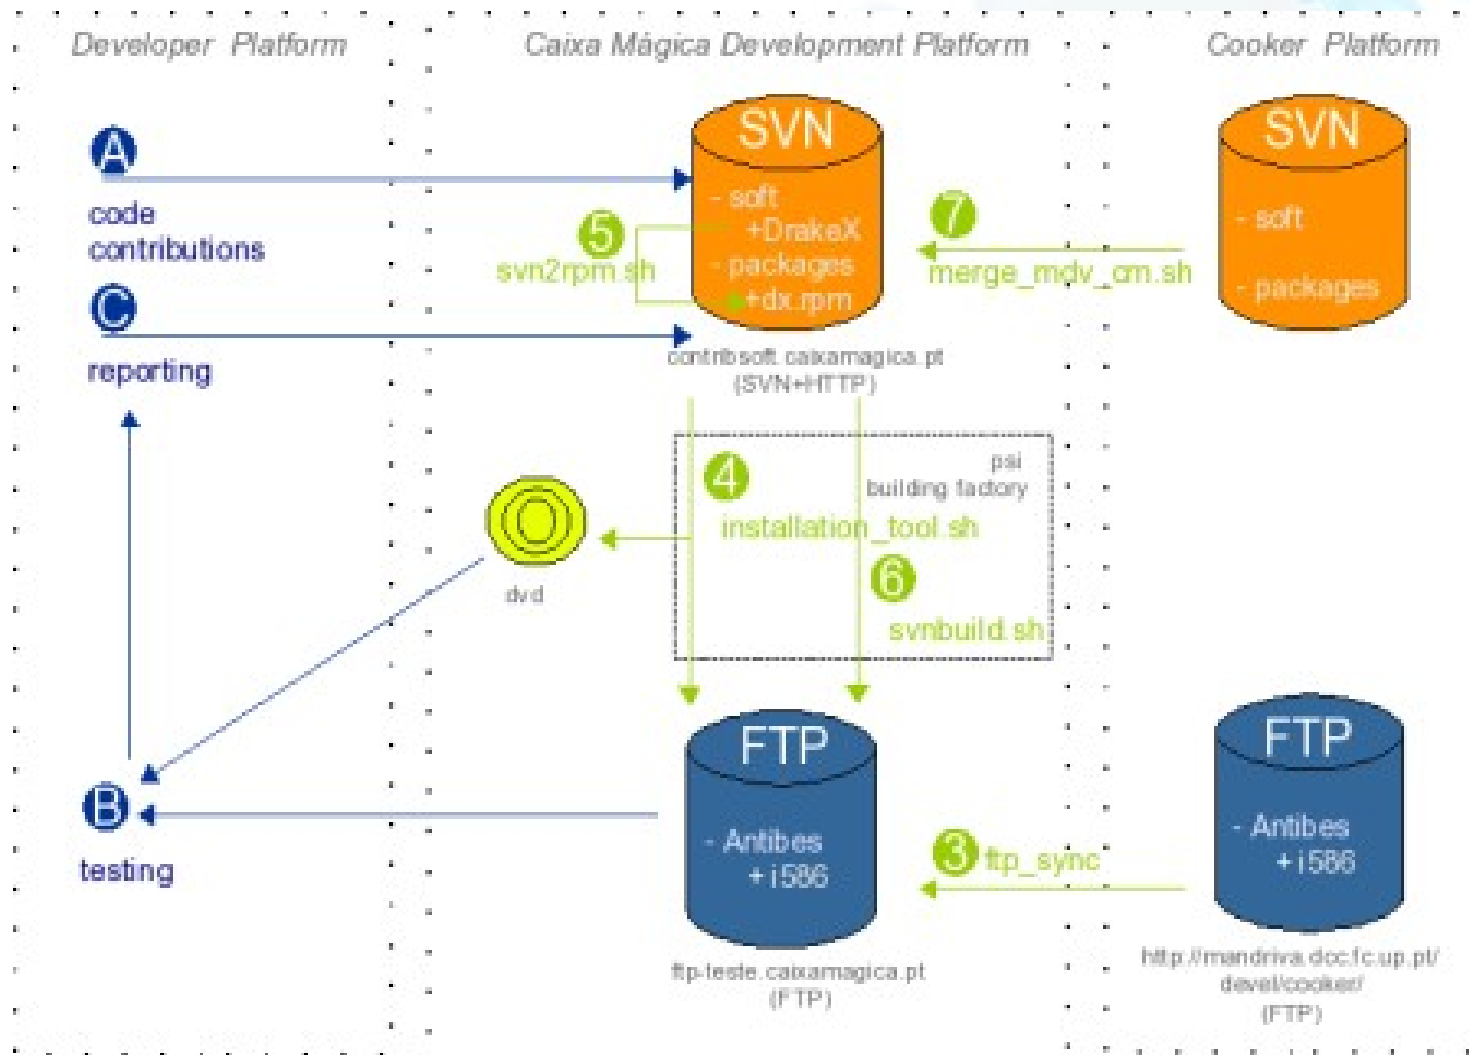 Developer Platform
Caixa Mágica Development Platform
Cooker Platform
A
code
contributions
C
reporting
SVN
- soft
+DrakeX
- packages
+dx.rpm
5
svn2rpm.sh
7
merge_mdv_cm.sh
SVN
- soft
- packages
contribsoft.caixamagica.pt
(SVN+HTTP)
psi
building factory
4
installation_tool.sh
6
svnbuild.sh
dvd
B
testing
FTP
- Antibes
+i586
3
ftp_sync
FTP
- Antibes
+i586
ftp-teste.caixamagica.pt
(FTP)
http://mandriva.dcc.fc.up.pt/
devel/cooker/
(FTP)